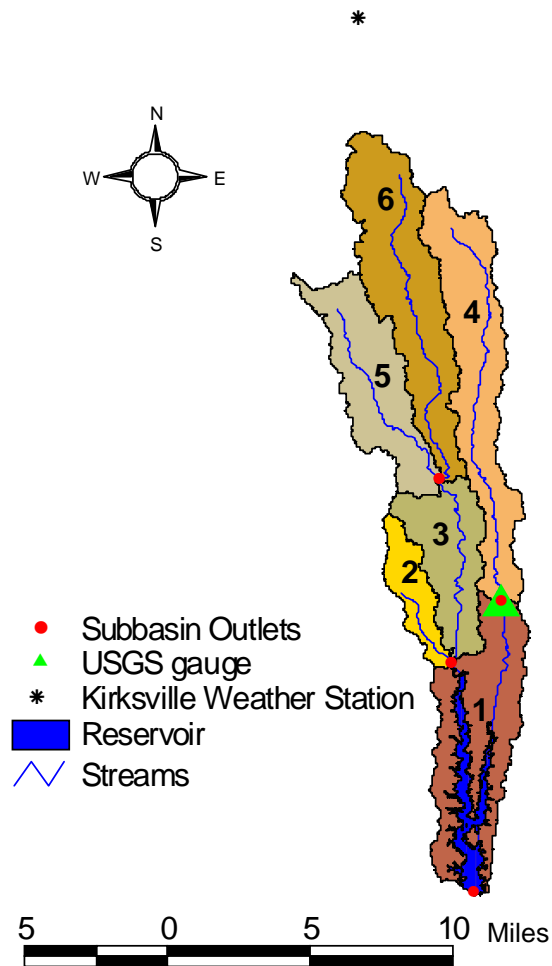 N
W E
S
6
4
5
3
2
1
Subbasin Outlets
USGS gauge
Kirksville Weather Station
Reservoir
Streams
5 0 5 10 Miles